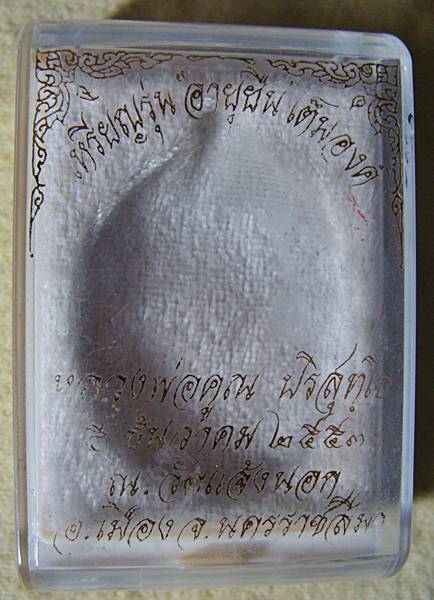 เหรียญรุ่น "อายุยืน" เต็มองค์
หลวงพ่อคูณ ปริสุทฺโธ
๕ ธันวาคม ๒๕๕๓
ณ. วัดแจ้งนอก
อ.เมือง จ.นครราชสีมา